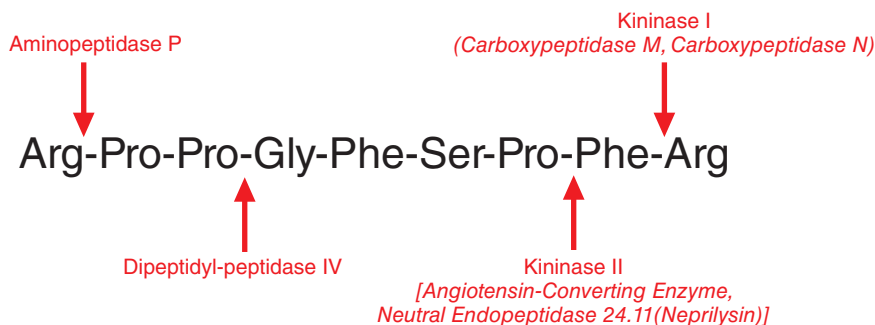 Kininase I
Aminopeptidase P
(Carboxypeptidase M, Carboxypeptidase N)
Arg-Pro-Pro-Gly-Phe-Ser-Pro-Phe-Arg
Dipeptidyl-peptidase IV
Kininase II
[Angiotensin-Converting Enzyme,
Neutral Endopeptidase 24.11(Neprilysin)]